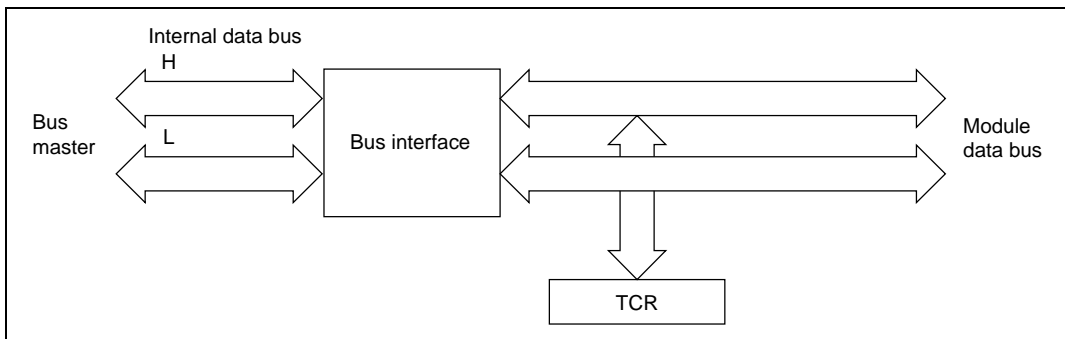 Internal data bus
H
Bus
master
L
Bus interface
Module
data bus
TCR